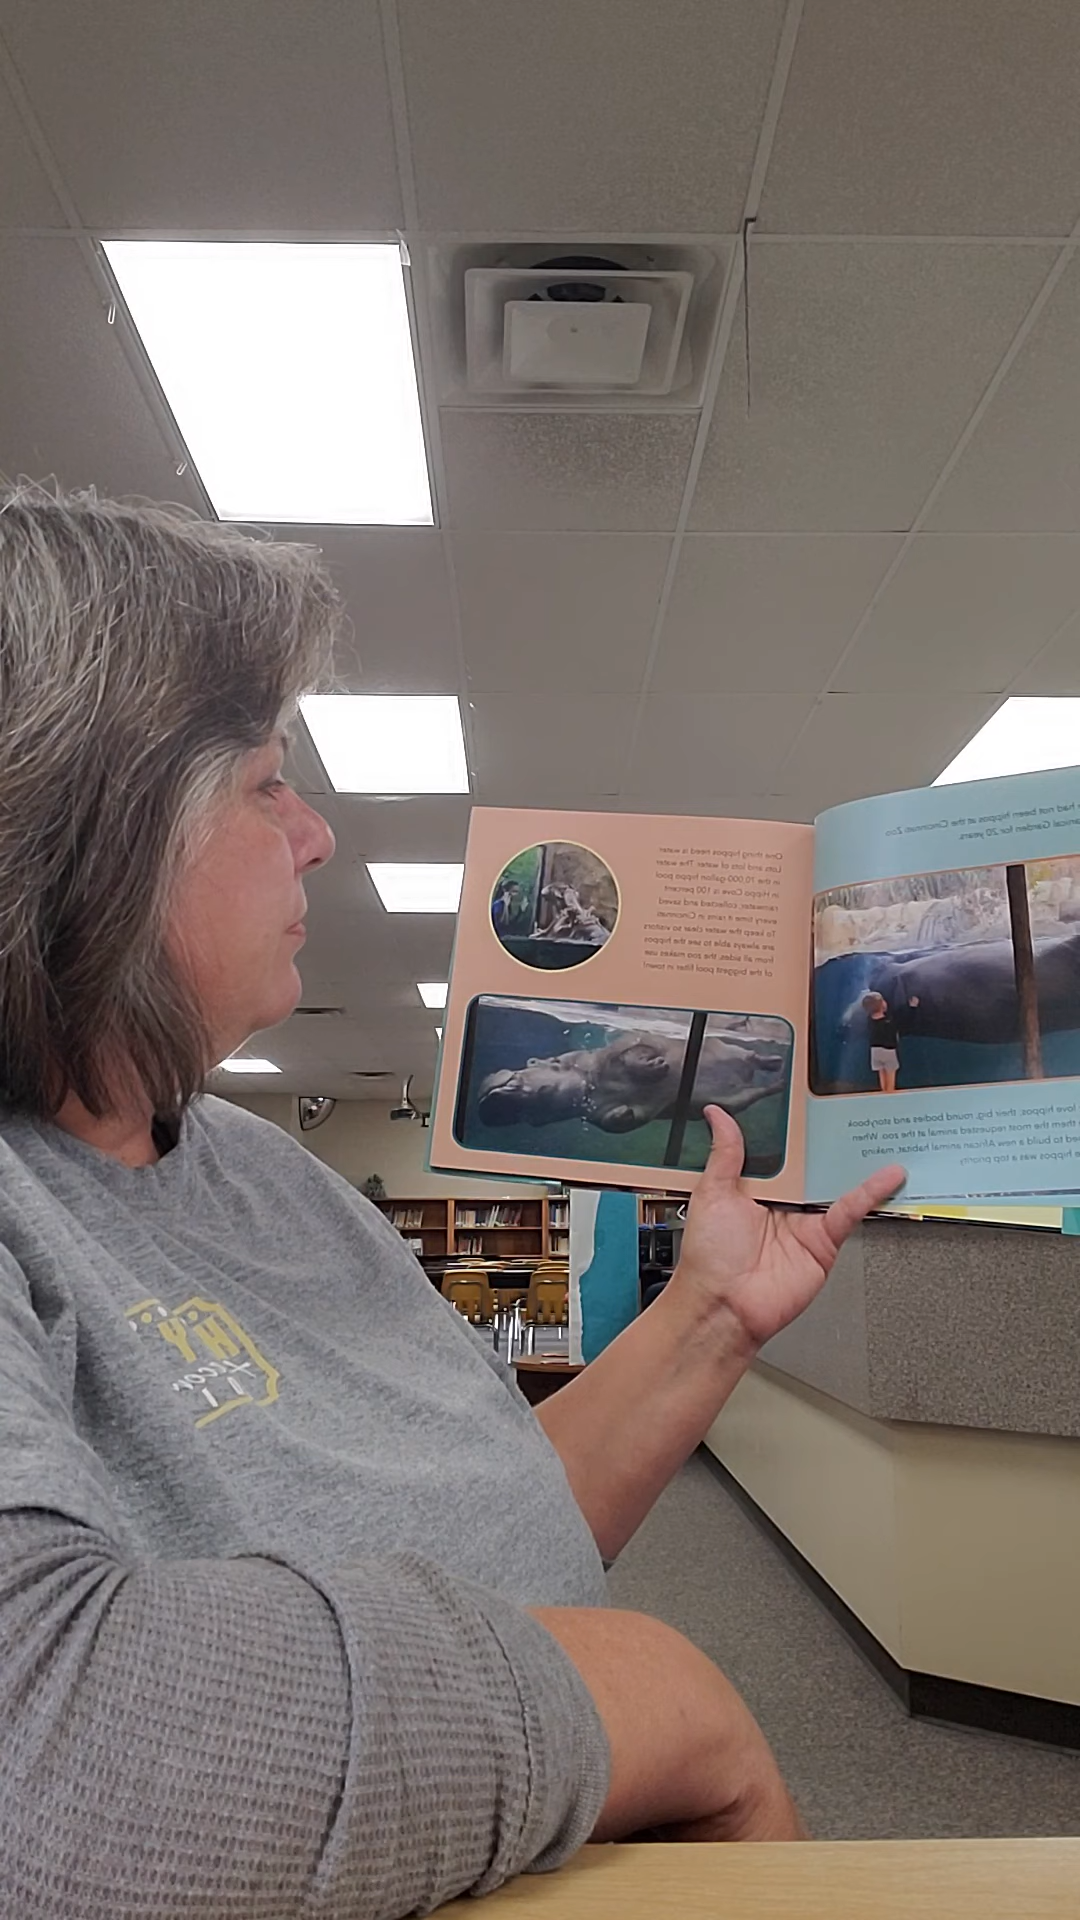 had not been hippos at the Cincinnati Zoo
anical Garden for 20 years.
love hippos; their big, round bodies and storybook
them the most requested animal at the zoo. When
ed to build a new African animal habitat, making
hippos was a top priority.
One thing hippos need is water.
Lots and lots of water. The water
in the 70,000-gallon hippo pool
in Hippo Cove is 100 percent
rainwater, collected and saved
every time it rains in Cincinnati.
To keep the water clear so visitors
are always able to see the hippos
from all sides, the zoo makes use
of the biggest pool filter in town!